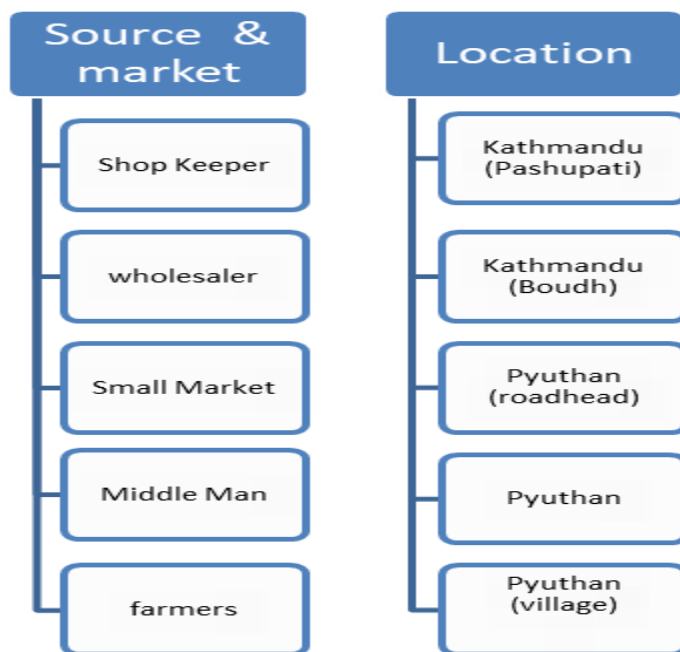 Source &
market
Shop Keeper
wholesaler
Small Market
Middle Man
farmers
Location
Kathmandu
(Pashupati)
Kathmandu
(Boudh)
Pyuthan
(roadhead)
Pyuthan
Pyuthan
(village)